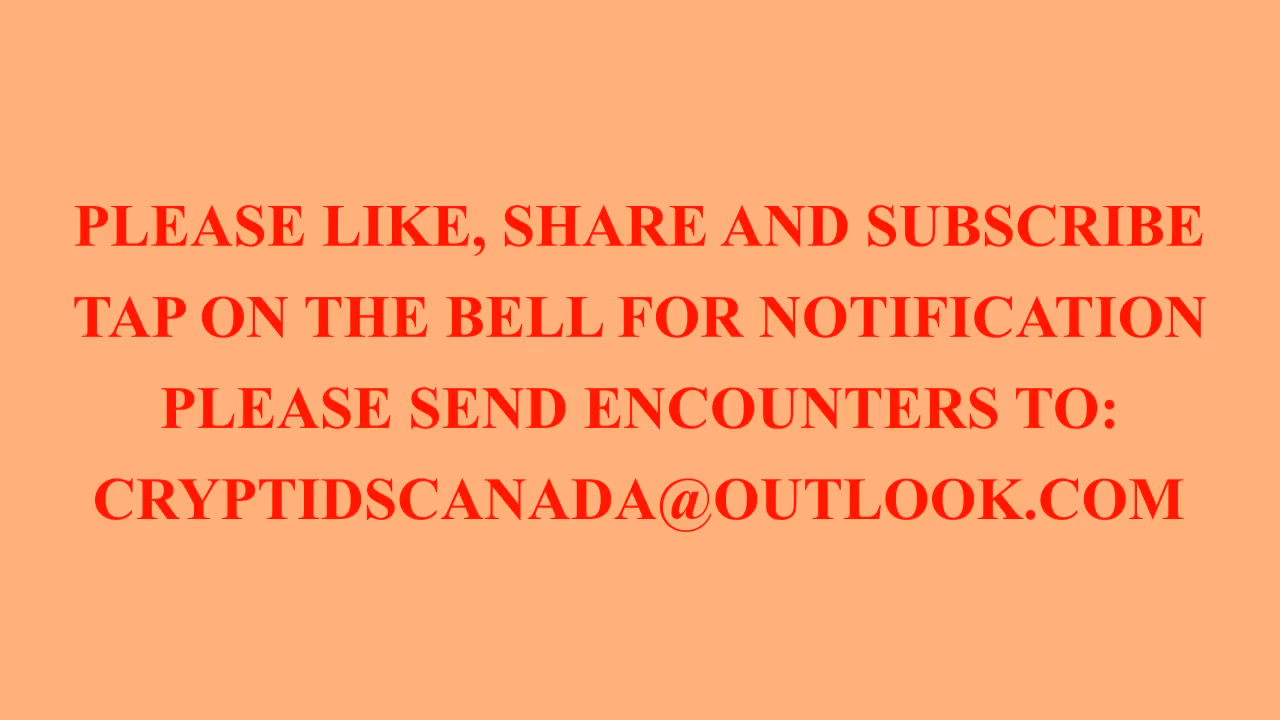 PLEASE LIKE, SHARE AND SUBSCRIBE
TAP ON THE BELL FOR NOTIFICATION
PLEASE SEND ENCOUNTERS TO:
CRYPTIDSCANADA@OUTLOOK.COM